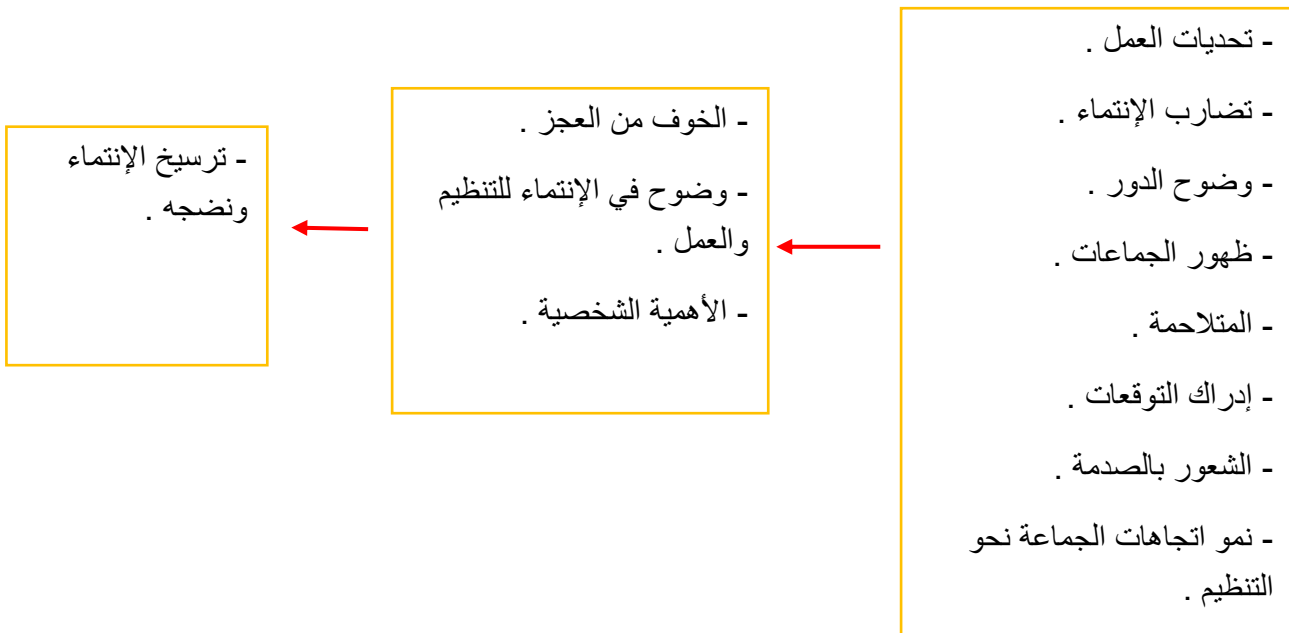 - تحديات العمل .
- تضارب الإنتماء .
- وضوح الدور .
- ظهور الجماعات .
- المتلاحمة .
- إدراك التوقعات .
- الشعور بالصدمة .
- نمو اتجاهات الجماعة نحو
التنظيم .
- الخوف من العجز .
- وضوح في الإنتماء للتنظيم
والعمل .
- الأهمية الشخصية .
- ترسيخ الإنتماء
ونضجه .